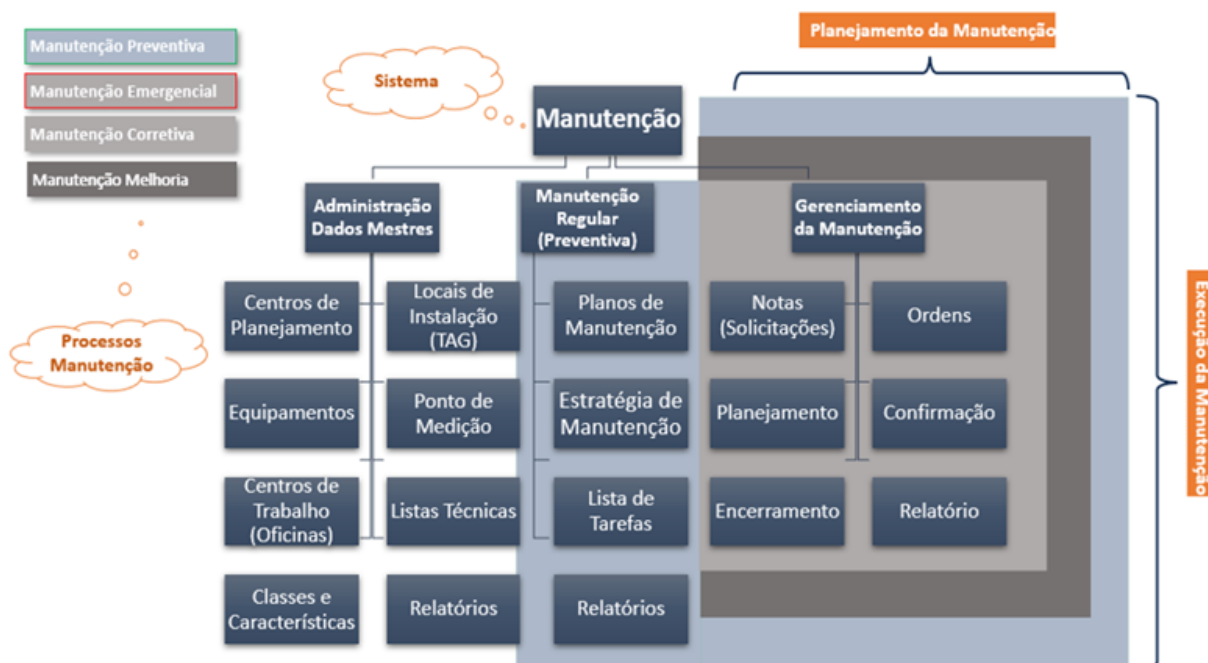 Manutenção Preventiva
Manutenção Emergencial
Manutenção Corretiva
Manutenção Melhoria
Processos
Manutenção
Sistema
Planejamento da Manutenção
Execução da Manutenção
Manutenção
Administração
Dados Mestres
Centros de
Planejamento
Locais de
Instalação
(TAG)
Equipamentos
Ponto de
Medição
Centros de
Trabalho
(Oficinas)
Listas Técnicas
Classes e
Características
Relatórios
Manutenção
Regular
(Preventiva)
Planos de
Manutenção
Estratégia de
Manutenção
Lista de
Tarefas
Relatórios
Gerenciamento
da Manutenção
Notas
(Solicitações)
Ordens
Planejamento
Confirmação
Encerramento
Relatório